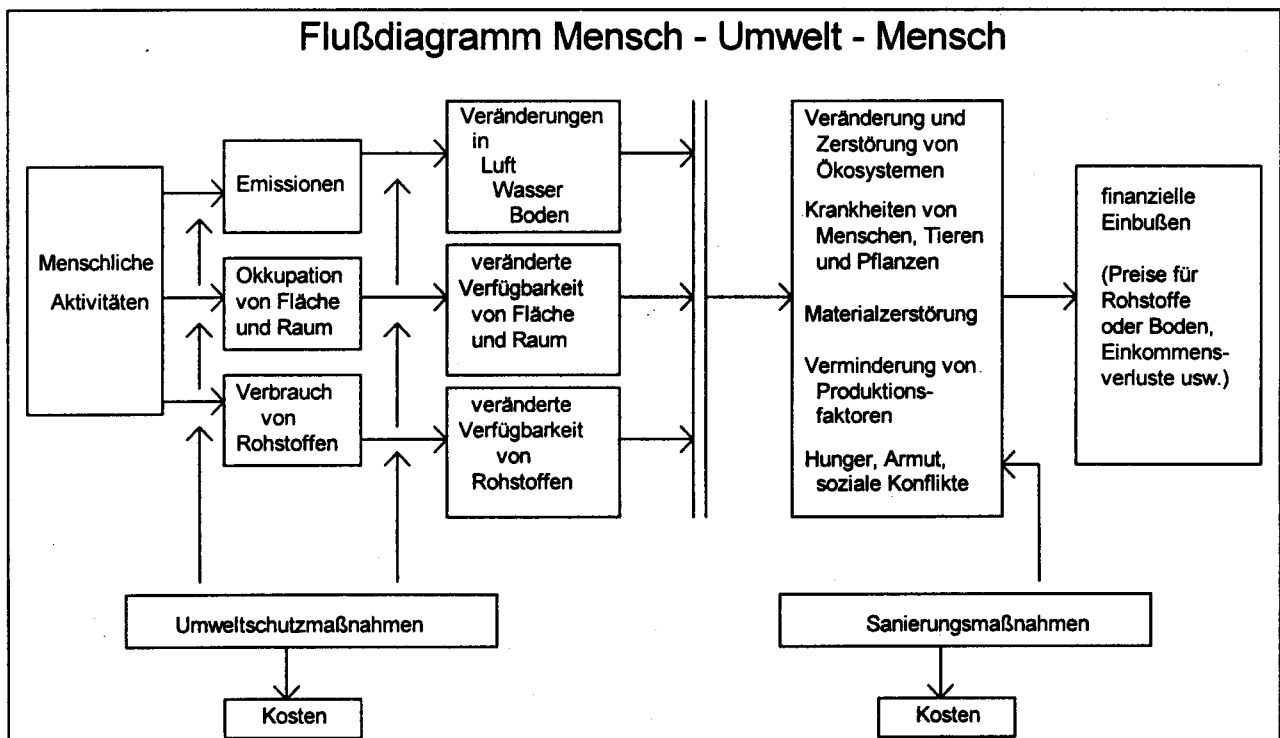 Flußdiagramm Mensch - Umwelt - Mensch
Menschliche
Aktivitäten
Emissionen
Okkupation
von Fläche
und Raum
Verbrauch
von
Rohstoffen
Veränderungen
in
Luft
Wasser
Boden
veränderte
Verfügbarkeit
von Fläche
und Raum
veränderte
Verfügbarkeit
von
Rohstoffen
Veränderung und
Zerstörung von
Ökosystemen
Krankheiten von
Menschen, Tieren
und Pflanzen
Materialzerstörung
Verminderung von
Produktions-
faktoren
Hunger, Armut,
soziale Konflikte
finanzielle
Einbußen
(Preise für
Rohstoffe
oder Boden,
Einkommens-
verluste usw.)
Umweltschutzmaßnahmen
Kosten
Sanierungsmaßnahmen
Kosten